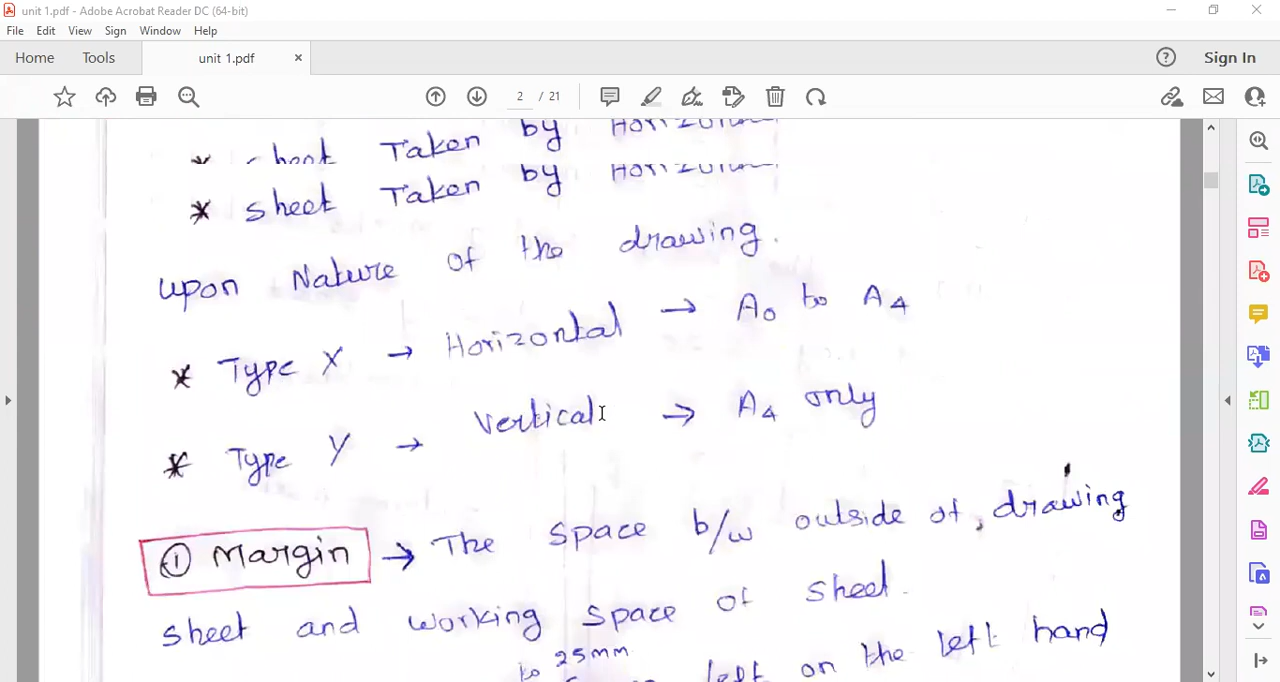 unit 1.pdf - Adobe Acrobat Reader DC (64-bit)
File Edit View Sign Window Help
Home Tools unit 1.pdf × Sign In
2 / 21
* sheet Taken by
* sheet Taken by
upon Nature of the drawing.
* Type X → Horizontal → A0 to A4
* Type Y → Vertical → A4 only
① Margin → The space b/w outside of, drawing
sheet and working space of sheet.
to 25mm
left on the left hand